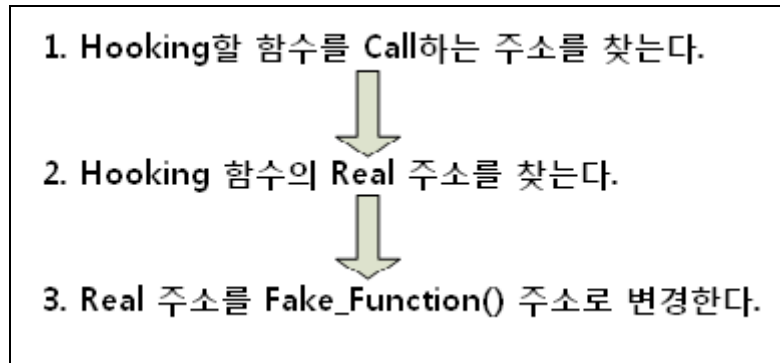 1. Hooking할 함수를 Call하는 주소를 찾는다.
2. Hooking 함수의 Real 주소를 찾는다.
3. Real 주소를 Fake_Function() 주소로 변경한다.